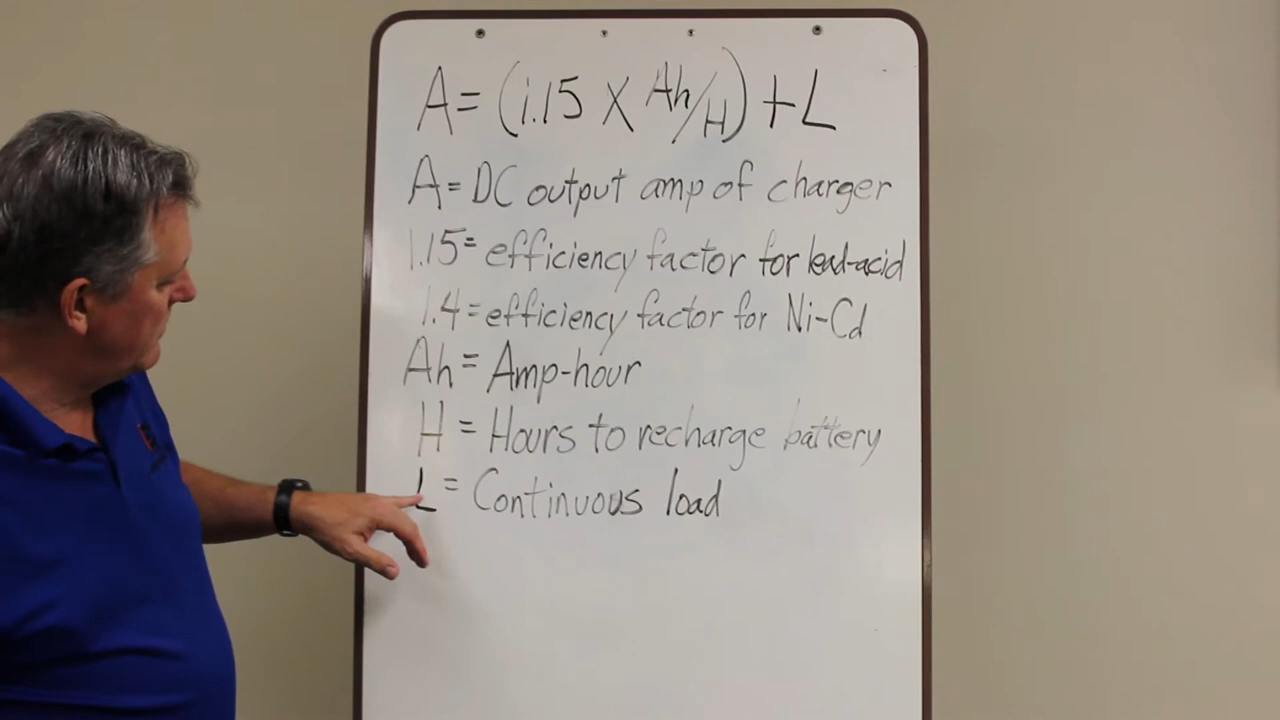 A = (1.15 X Ah/H) + L
A = DC output amp of charger
1.15 = efficiency factor for lead-acid
1.4 = efficiency factor for Ni-Cd
Ah = Amp-hour
H = Hours to recharge battery
L = Continuous load